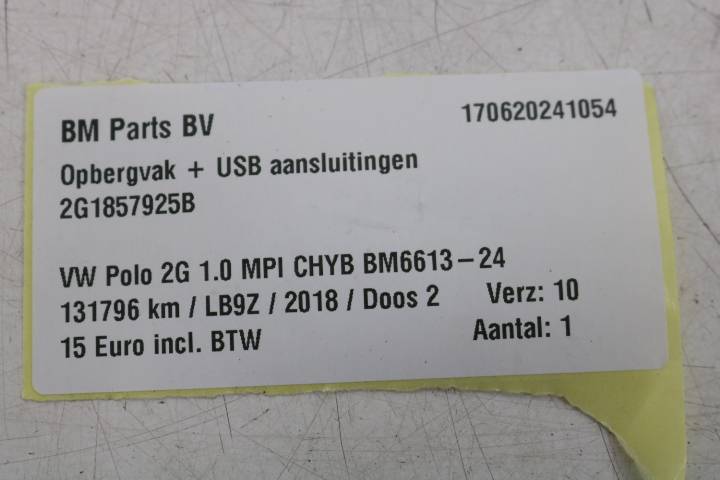 BM Parts BV 170620241054
Opbergvak + USB aansluitingen
2G1857925B
VW Polo 2G 1.0 MPI CHYB BM6613-24
131796 km / LB9Z / 2018 / Doos 2 Verz: 10
15 Euro incl. BTW Aantal: 1